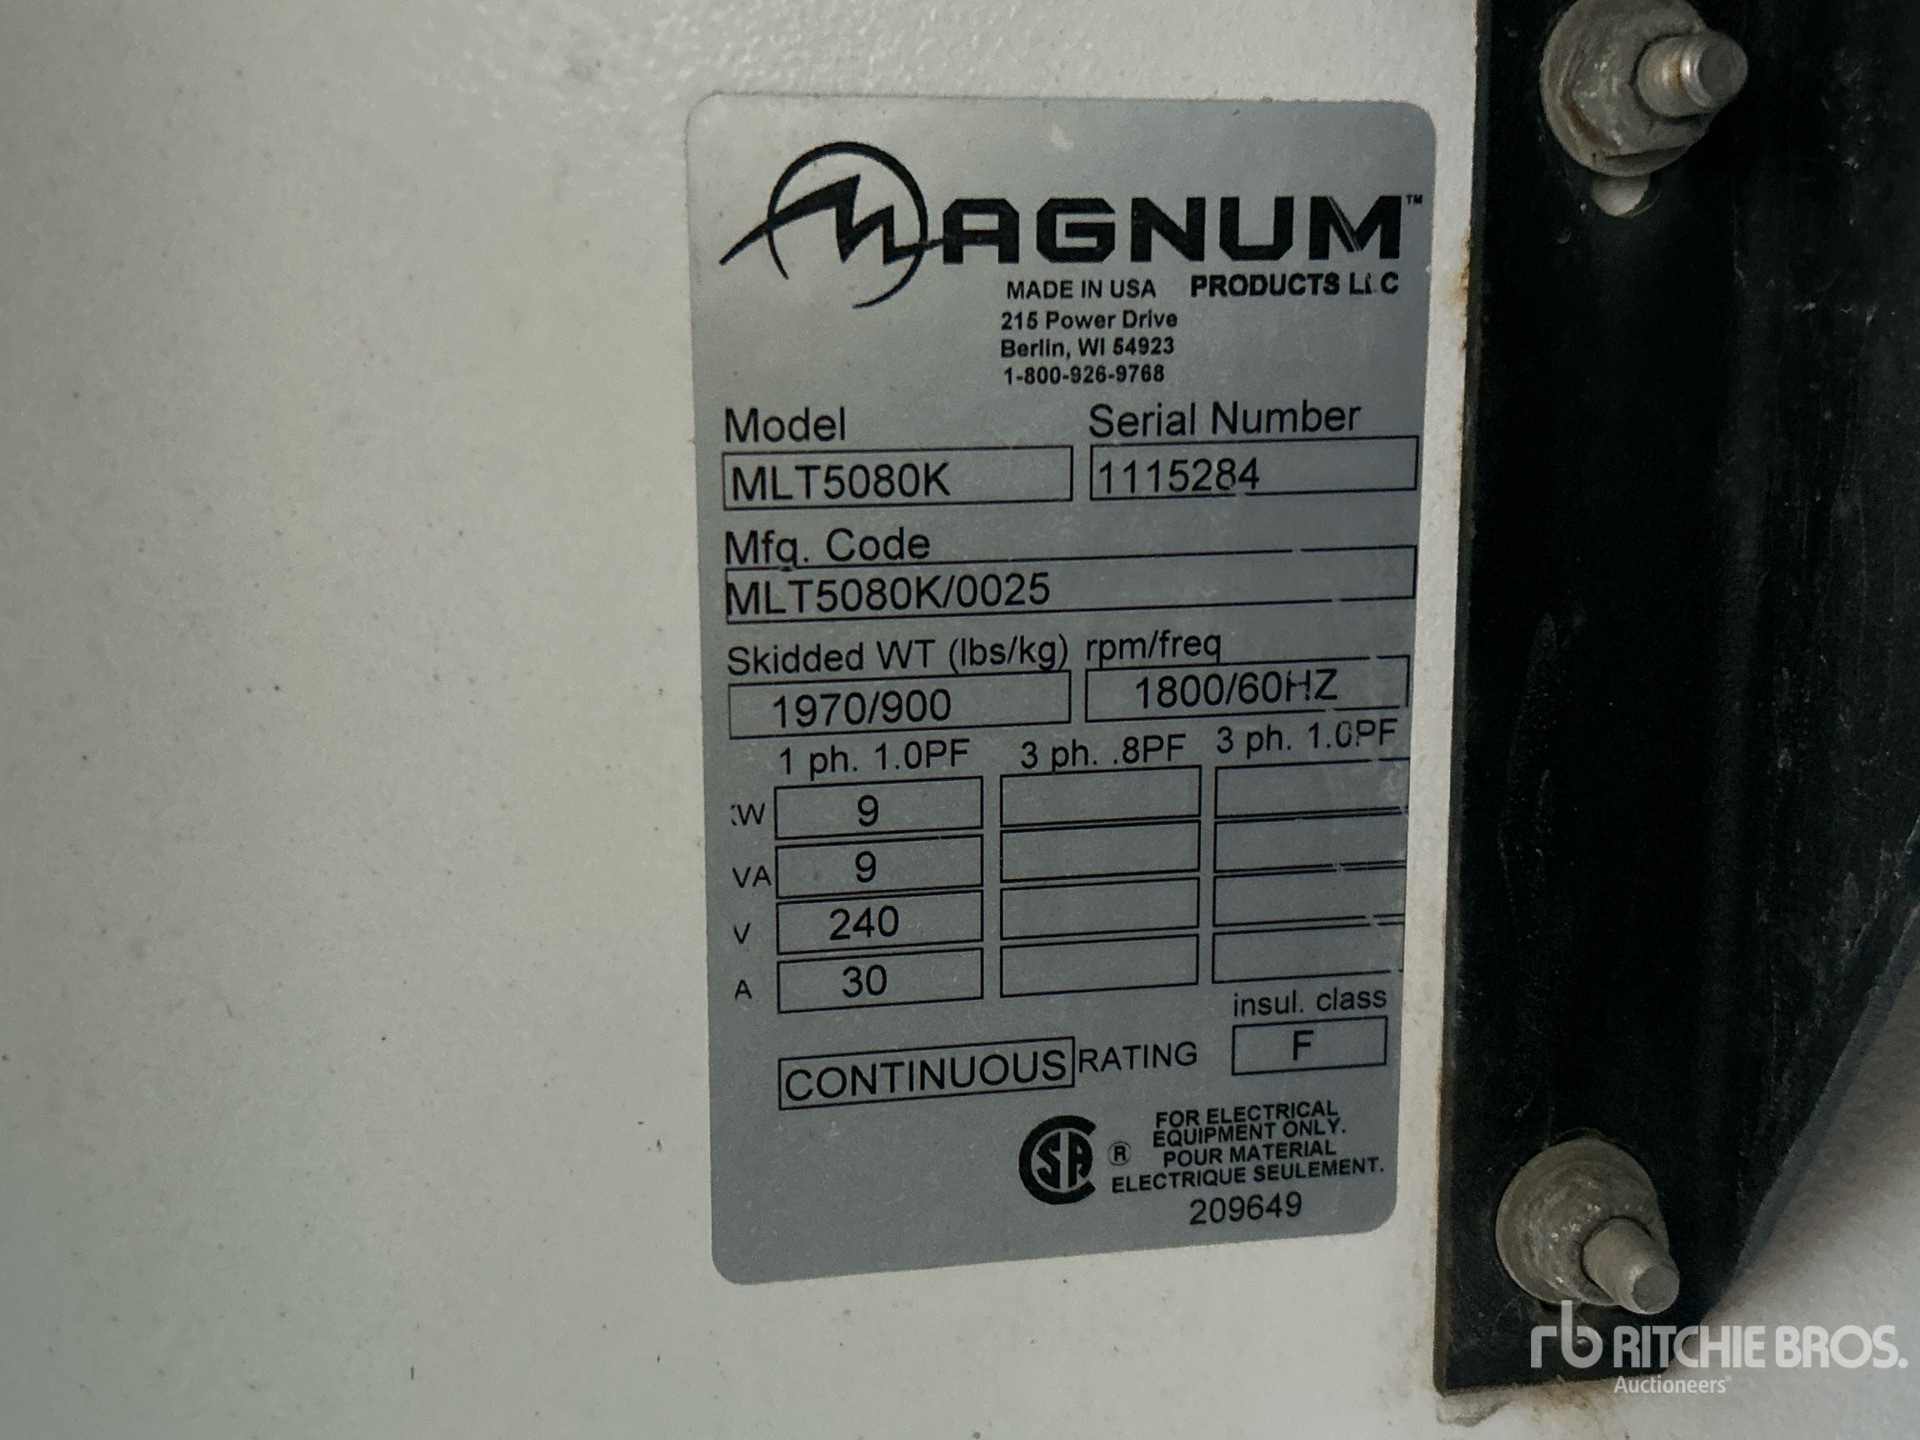 MAGNUM™
MADE IN USA PRODUCTS LLC
215 Power Drive
Berlin, WI 54923
1-800-926-9768
Model Serial Number
MLT5080K 1115284
Mfg. Code
MLT5080K/0025
Skidded WT (lbs/kg) rpm/freq
1970/900 1800/60HZ
1 ph. 1.0PF 3 ph. .8PF 3 ph. 1.0PF
W 9
VA 9
V 240
A 30
insul. class
CONTINUOUS RATING F
FOR ELECTRICAL
EQUIPMENT ONLY.
POUR MATERIAL
ELECTRIQUE SEULEMENT.
CSA ®
209649
rb RITCHIE BROS.
Auctioneers